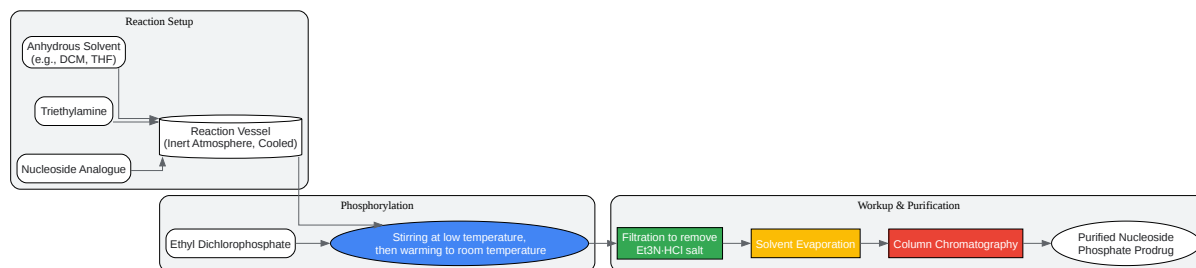 Reaction Setup
Anhydrous Solvent
(e.g., DCM, THF)
Triethylamine
Reaction Vessel
(Inert Atmosphere, Cooled)
Nucleoside Analogue
Phosphorylation
Ethyl Dichlorophosphate
Stirring at low temperature,
then warming to room temperature
Workup & Purification
Filtration to remove
Et3N·HCl salt
Solvent Evaporation
Column Chromatography
Purified Nucleoside
Phosphate Prodrug